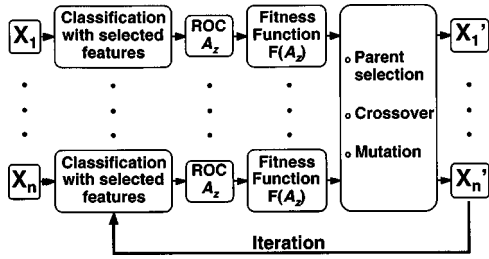 X1
Classification
with selected
features
ROC
Az
Fitness
Function
F(Az)
Parent
selection
Crossover
Mutation
X1'
Xn
Classification
with selected
features
ROC
Az
Fitness
Function
F(Az)
Xn'
Iteration